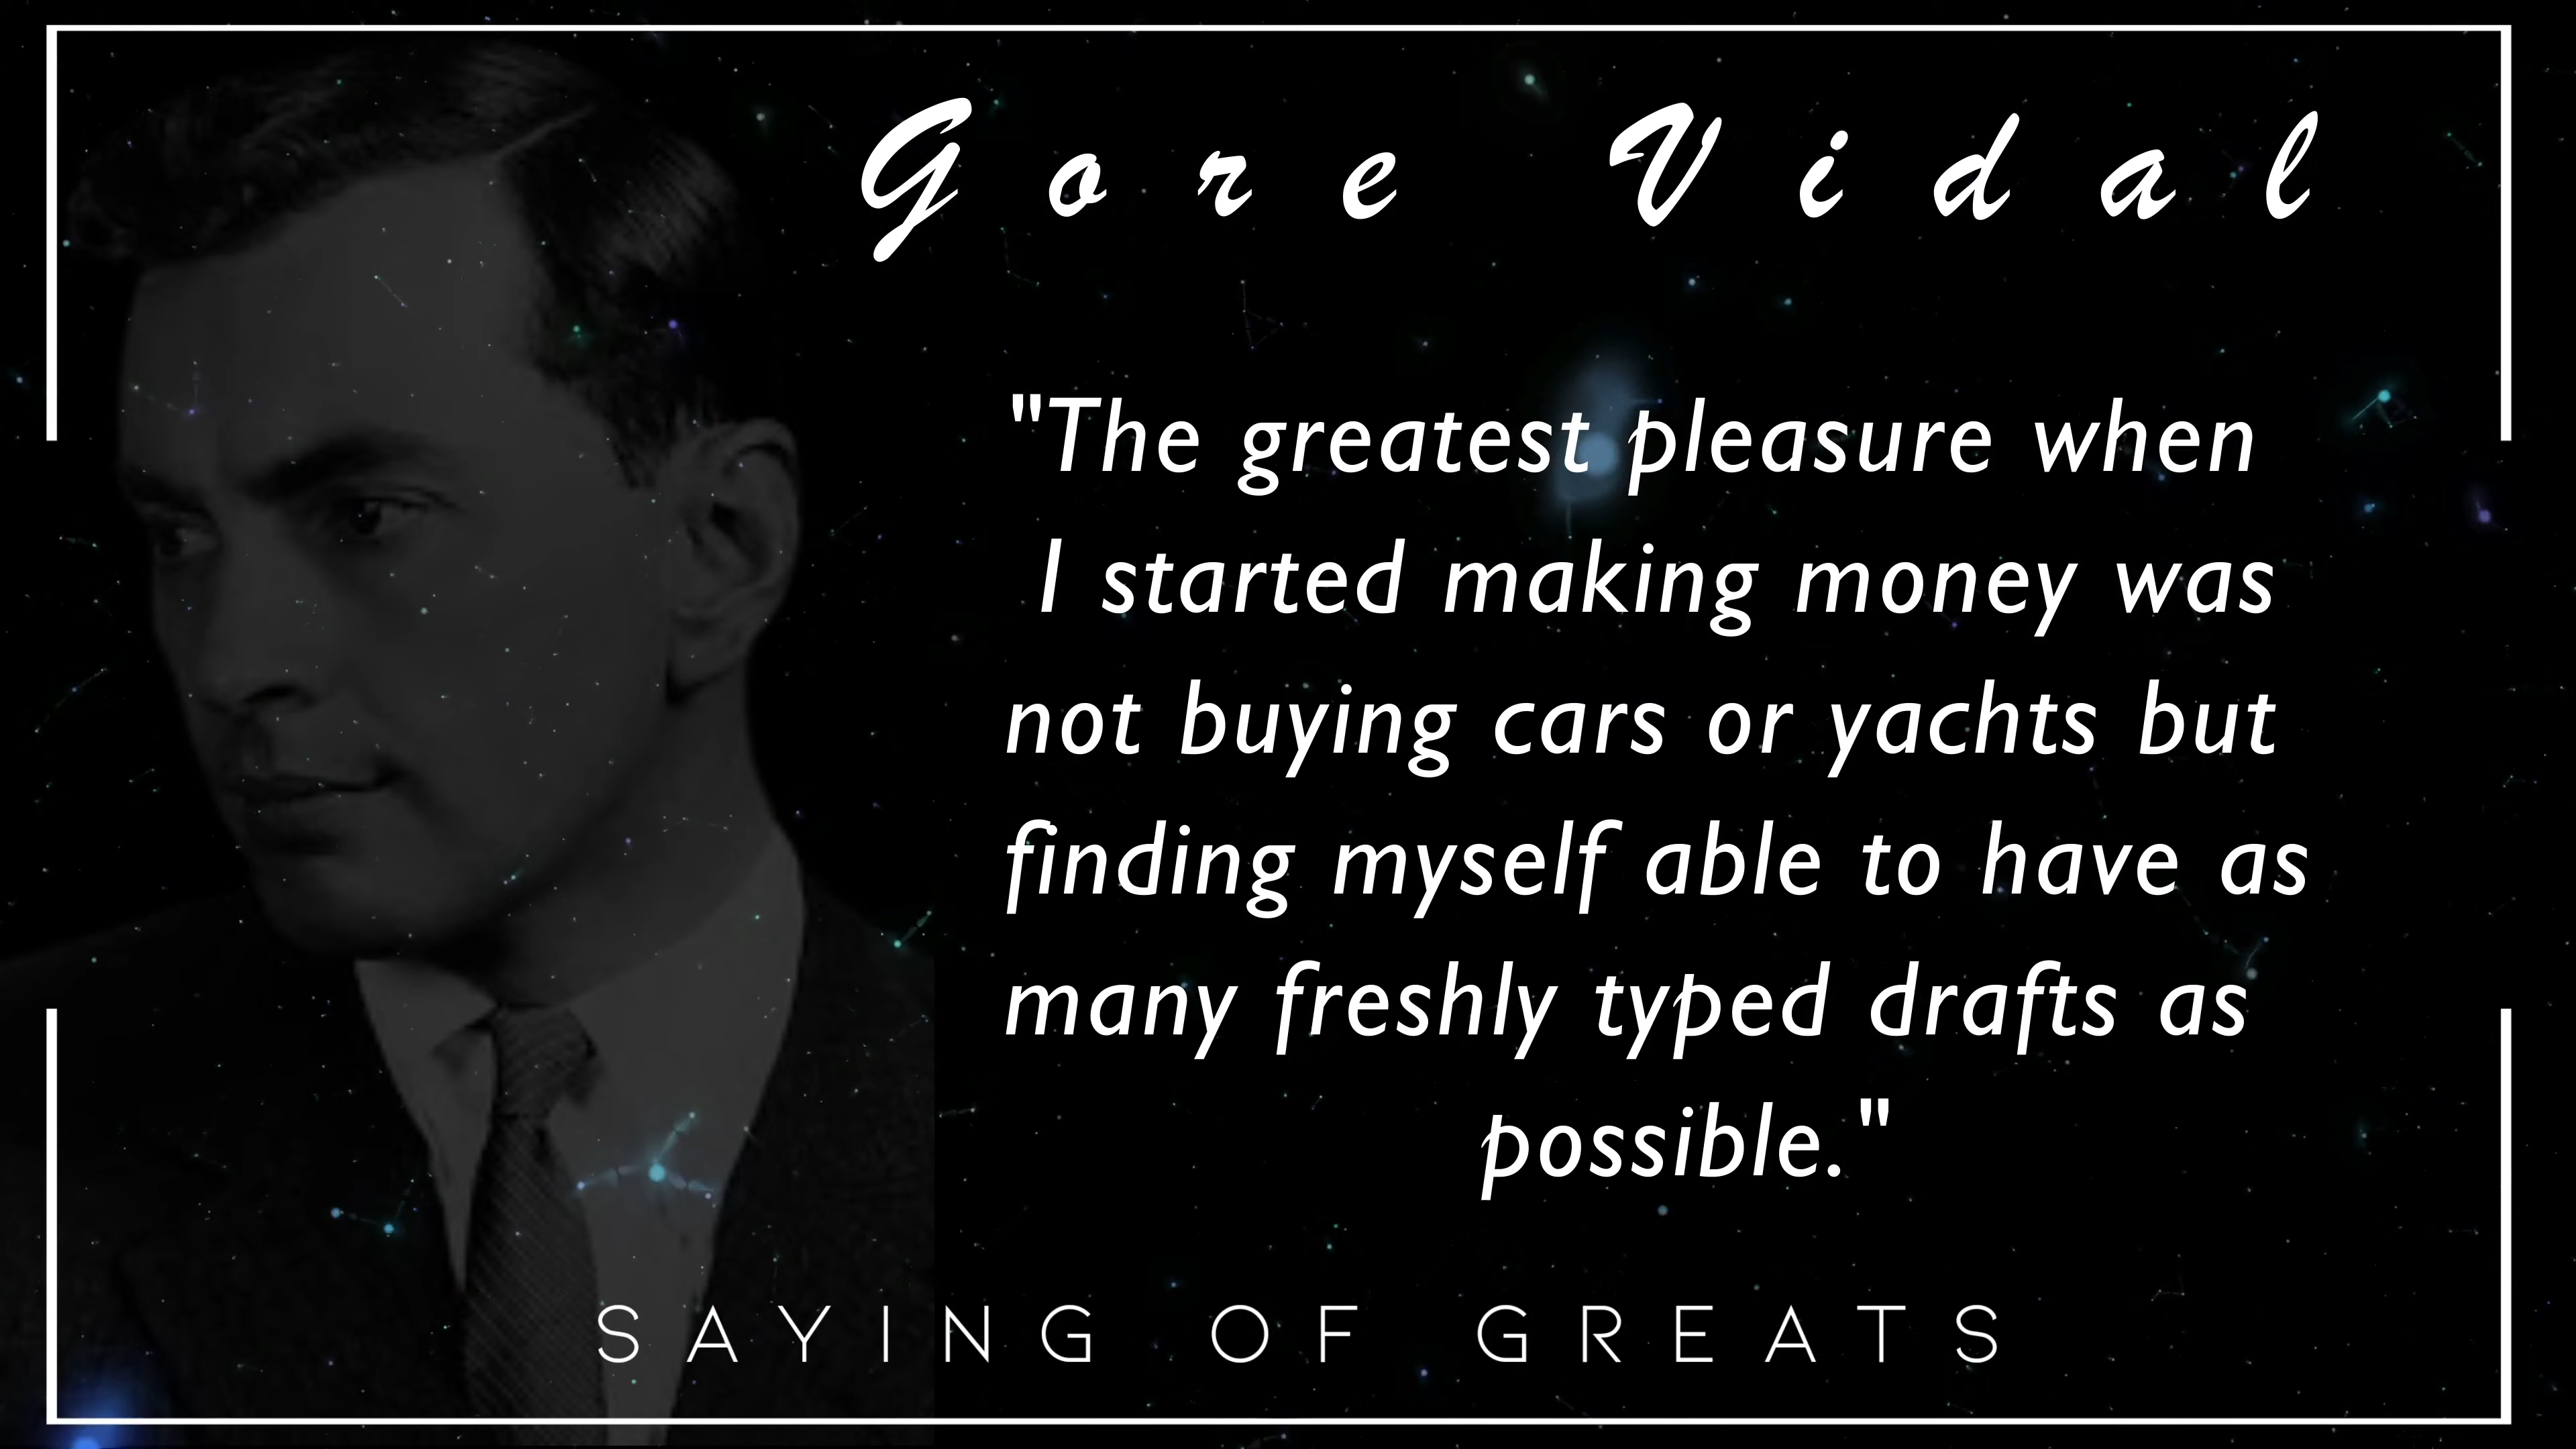 Gore Vidal
"The greatest pleasure when
I started making money was
not buying cars or yachts but
finding myself able to have as
many freshly typed drafts as
possible."
SAYING OF GREATS